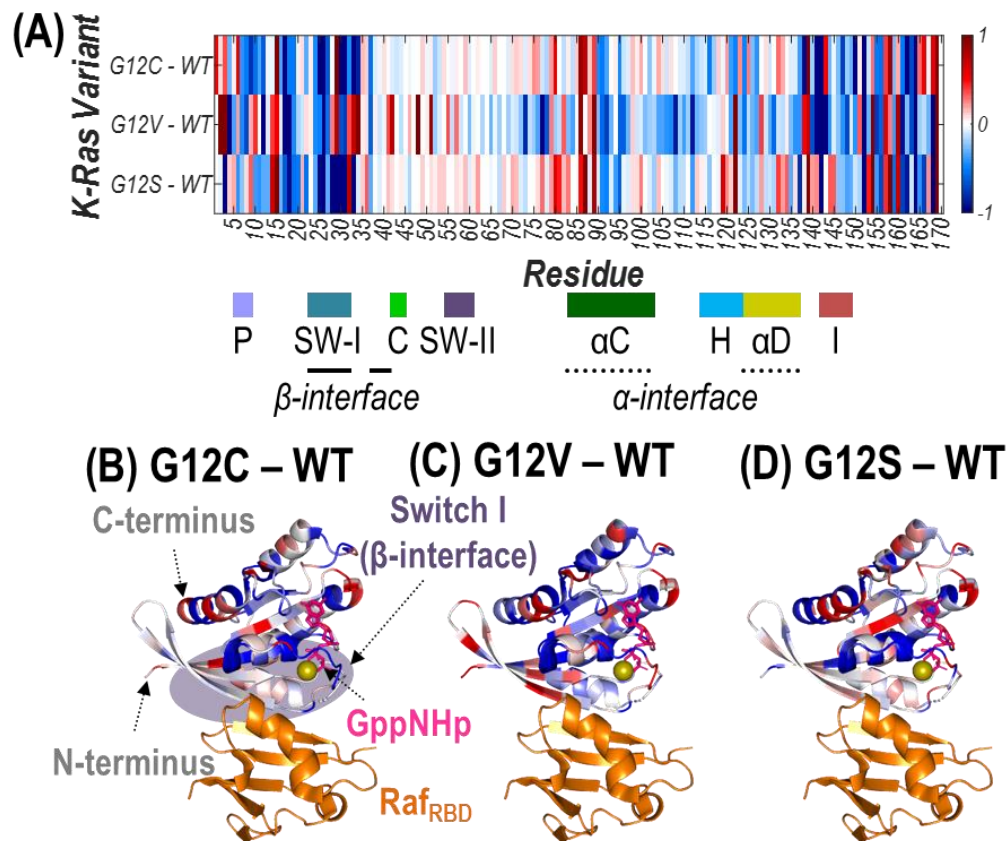 (A)
K-Ras Variant
G12C - WT
G12V - WT
G12S - WT
1
0
-1
5 10 15 20 25 30 35 40 45 50 55 60 65 70 75 80 85 90 95 100 105 110 115 120 125 130 135 140 145 150 155 160 165 170
Residue
P SW-I C SW-II αC H αD I
β-interface α-interface
(B) G12C – WT (C) G12V – WT (D) G12S – WT
C-terminus
Switch I
(β-interface)
GppNHp
N-terminus
RafRBD